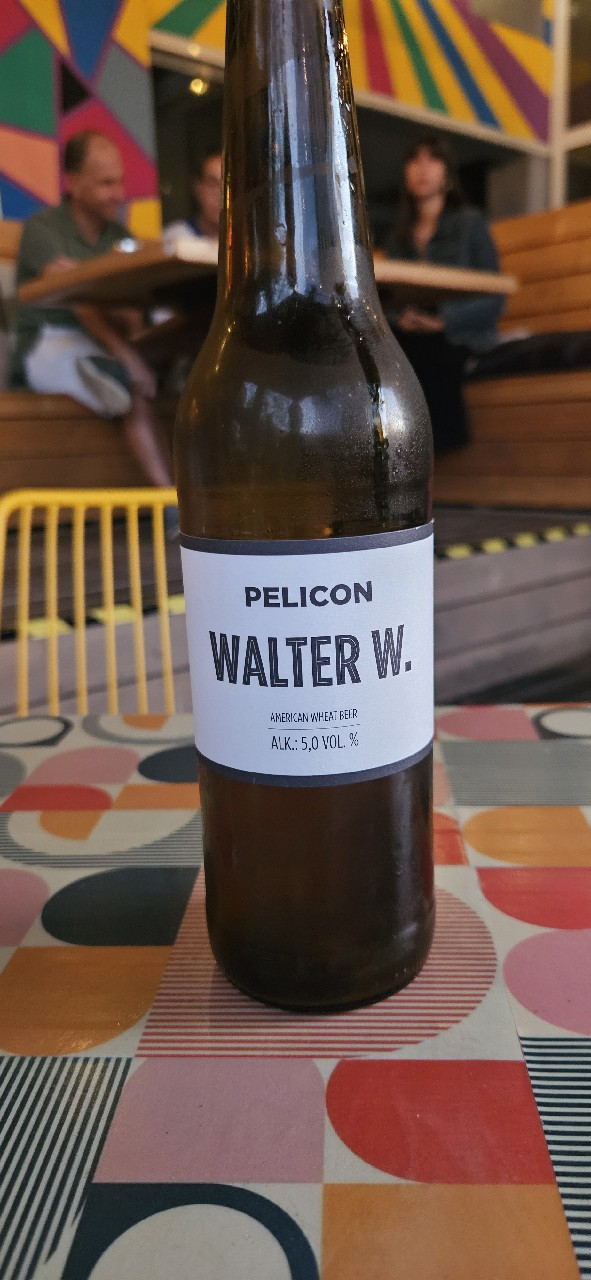 PELICON
WALTER W.
AMERICAN WHEAT BEER
ALK.: 5,0 VOL. %